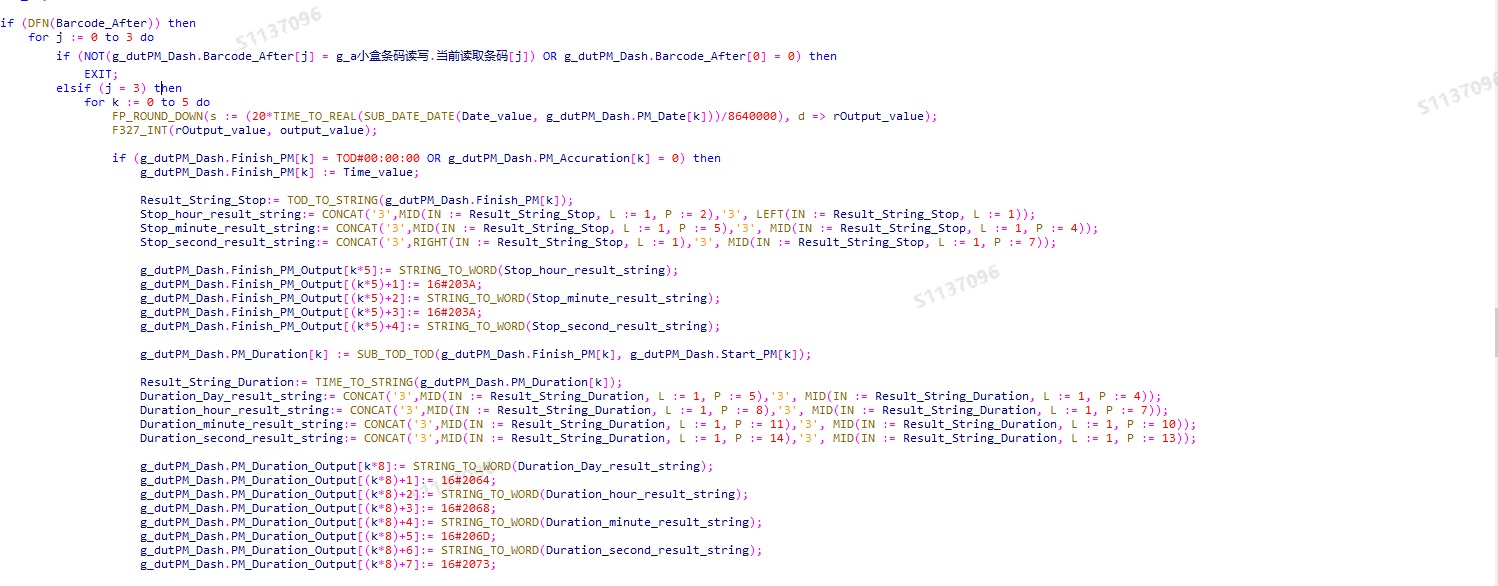 if (DFN(Barcode_After)) then
for j := 0 to 3 do
if (NOT(g_dutPM_Dash.Barcode_After[j] = g_a小盒条码读写.当前读取条码[j]) OR g_dutPM_Dash.Barcode_After[0] = 0) then
EXIT;
elsif (j = 3) then
for k := 0 to 5 do
FP_ROUND_DOWN(s := (20*TIME_TO_REAL(SUB_DATE_DATE(Date_value, g_dutPM_Dash.PM_Date[k]))/8640000), d => rOutput_value);
F327_INT(rOutput_value, output_value);
if (g_dutPM_Dash.Finish_PM[k] = TOD#00:00:00 OR g_dutPM_Dash.PM_Accuration[k] = 0) then
g_dutPM_Dash.Finish_PM[k] := Time_value;
Result_String_Stop:= TOD_TO_STRING(g_dutPM_Dash.Finish_PM[k]);
Stop_hour_result_string:= CONCAT('3',MID(IN := Result_String_Stop, L := 1, P := 2),'3', LEFT(IN := Result_String_Stop, L := 1));
Stop_minute_result_string:= CONCAT('3',MID(IN := Result_String_Stop, L := 1, P := 5),'3', MID(IN := Result_String_Stop, L := 1, P := 4));
Stop_second_result_string:= CONCAT('3',RIGHT(IN := Result_String_Stop, L := 1),'3', MID(IN := Result_String_Stop, L := 1, P := 7));
g_dutPM_Dash.Finish_PM_Output[k*5]:= STRING_TO_WORD(Stop_hour_result_string);
g_dutPM_Dash.Finish_PM_Output[(k*5)+1]:= 16#203A;
g_dutPM_Dash.Finish_PM_Output[(k*5)+2]:= STRING_TO_WORD(Stop_minute_result_string);
g_dutPM_Dash.Finish_PM_Output[(k*5)+3]:= 16#203A;
g_dutPM_Dash.Finish_PM_Output[(k*5)+4]:= STRING_TO_WORD(Stop_second_result_string);
g_dutPM_Dash.PM_Duration[k] := SUB_TOD_TOD(g_dutPM_Dash.Finish_PM[k], g_dutPM_Dash.Start_PM[k]);
Result_String_Duration:= TIME_TO_STRING(g_dutPM_Dash.PM_Duration[k]);
Duration_Day_result_string:= CONCAT('3',MID(IN := Result_String_Duration, L := 1, P := 5),'3', MID(IN := Result_String_Duration, L := 1, P := 4));
Duration_hour_result_string:= CONCAT('3',MID(IN := Result_String_Duration, L := 1, P := 8),'3', MID(IN := Result_String_Duration, L := 1, P := 7));
Duration_minute_result_string:= CONCAT('3',MID(IN := Result_String_Duration, L := 1, P := 11),'3', MID(IN := Result_String_Duration, L := 1, P := 10));
Duration_second_result_string:= CONCAT('3',MID(IN := Result_String_Duration, L := 1, P := 14),'3', MID(IN := Result_String_Duration, L := 1, P := 13));
g_dutPM_Dash.PM_Duration_Output[k*8]:= STRING_TO_WORD(Duration_Day_result_string);
g_dutPM_Dash.PM_Duration_Output[(k*8)+1]:= 16#2064;
g_dutPM_Dash.PM_Duration_Output[(k*8)+2]:= STRING_TO_WORD(Duration_hour_result_string);
g_dutPM_Dash.PM_Duration_Output[(k*8)+3]:= 16#2068;
g_dutPM_Dash.PM_Duration_Output[(k*8)+4]:= STRING_TO_WORD(Duration_minute_result_string);
g_dutPM_Dash.PM_Duration_Output[(k*8)+5]:= 16#206D;
g_dutPM_Dash.PM_Duration_Output[(k*8)+6]:= STRING_TO_WORD(Duration_second_result_string);
g_dutPM_Dash.PM_Duration_Output[(k*8)+7]:= 16#2073;
S1137096
S1137096
S1137096